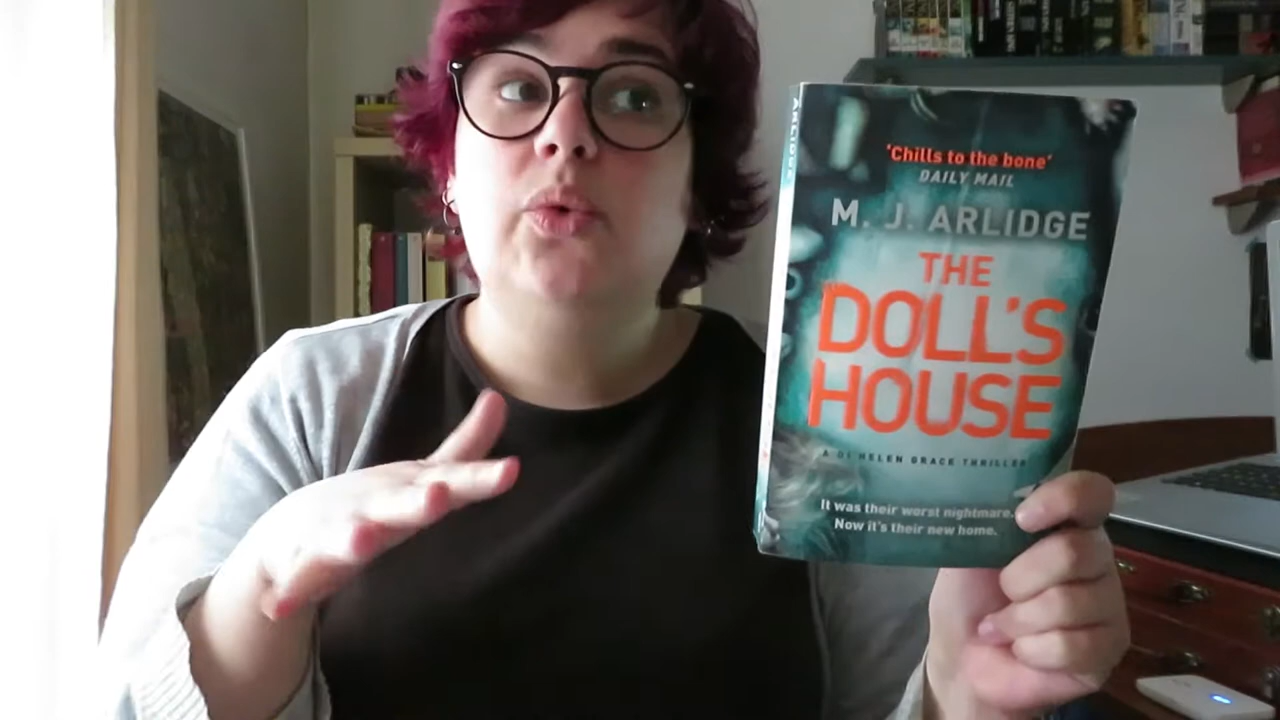 ARLIDGE
'Chills to the bone'
DAILY MAIL
M. J. ARLIDGE
THE
DOLL'S
HOUSE
A DI HELEN GRACE THRILLER
It was their worst nightmare.
Now it's their new home.